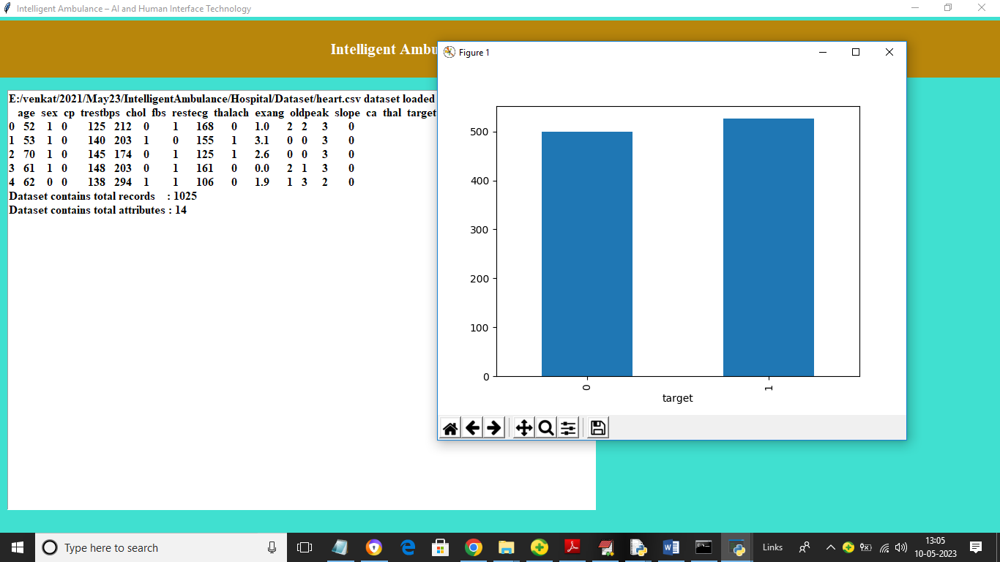 Intelligent Ambulance – AI and Human Interface Technology
Intelligent Ambu
E:/venkat/2021/May23/IntelligentAmbulance/Hospital/Dataset/heart.csv dataset loaded
age sex cp trestbps chol fbs restecg thalach exang oldpeak slope ca thal target
0 52 1 0 125 212 0 1 168 0 1.0 2 2 3 0
1 53 1 0 140 203 1 0 155 1 3.1 0 0 3 0
2 70 1 0 145 174 0 1 125 1 2.6 0 0 3 0
3 61 1 0 148 203 0 1 161 0 0.0 2 1 3 0
4 62 0 0 138 294 1 1 106 0 1.9 1 3 2 0
Dataset contains total records : 1025
Dataset contains total attributes : 14
Figure 1
500
400
300
200
100
0
0
1
target
Type here to search
Links
13:05
10-05-2023